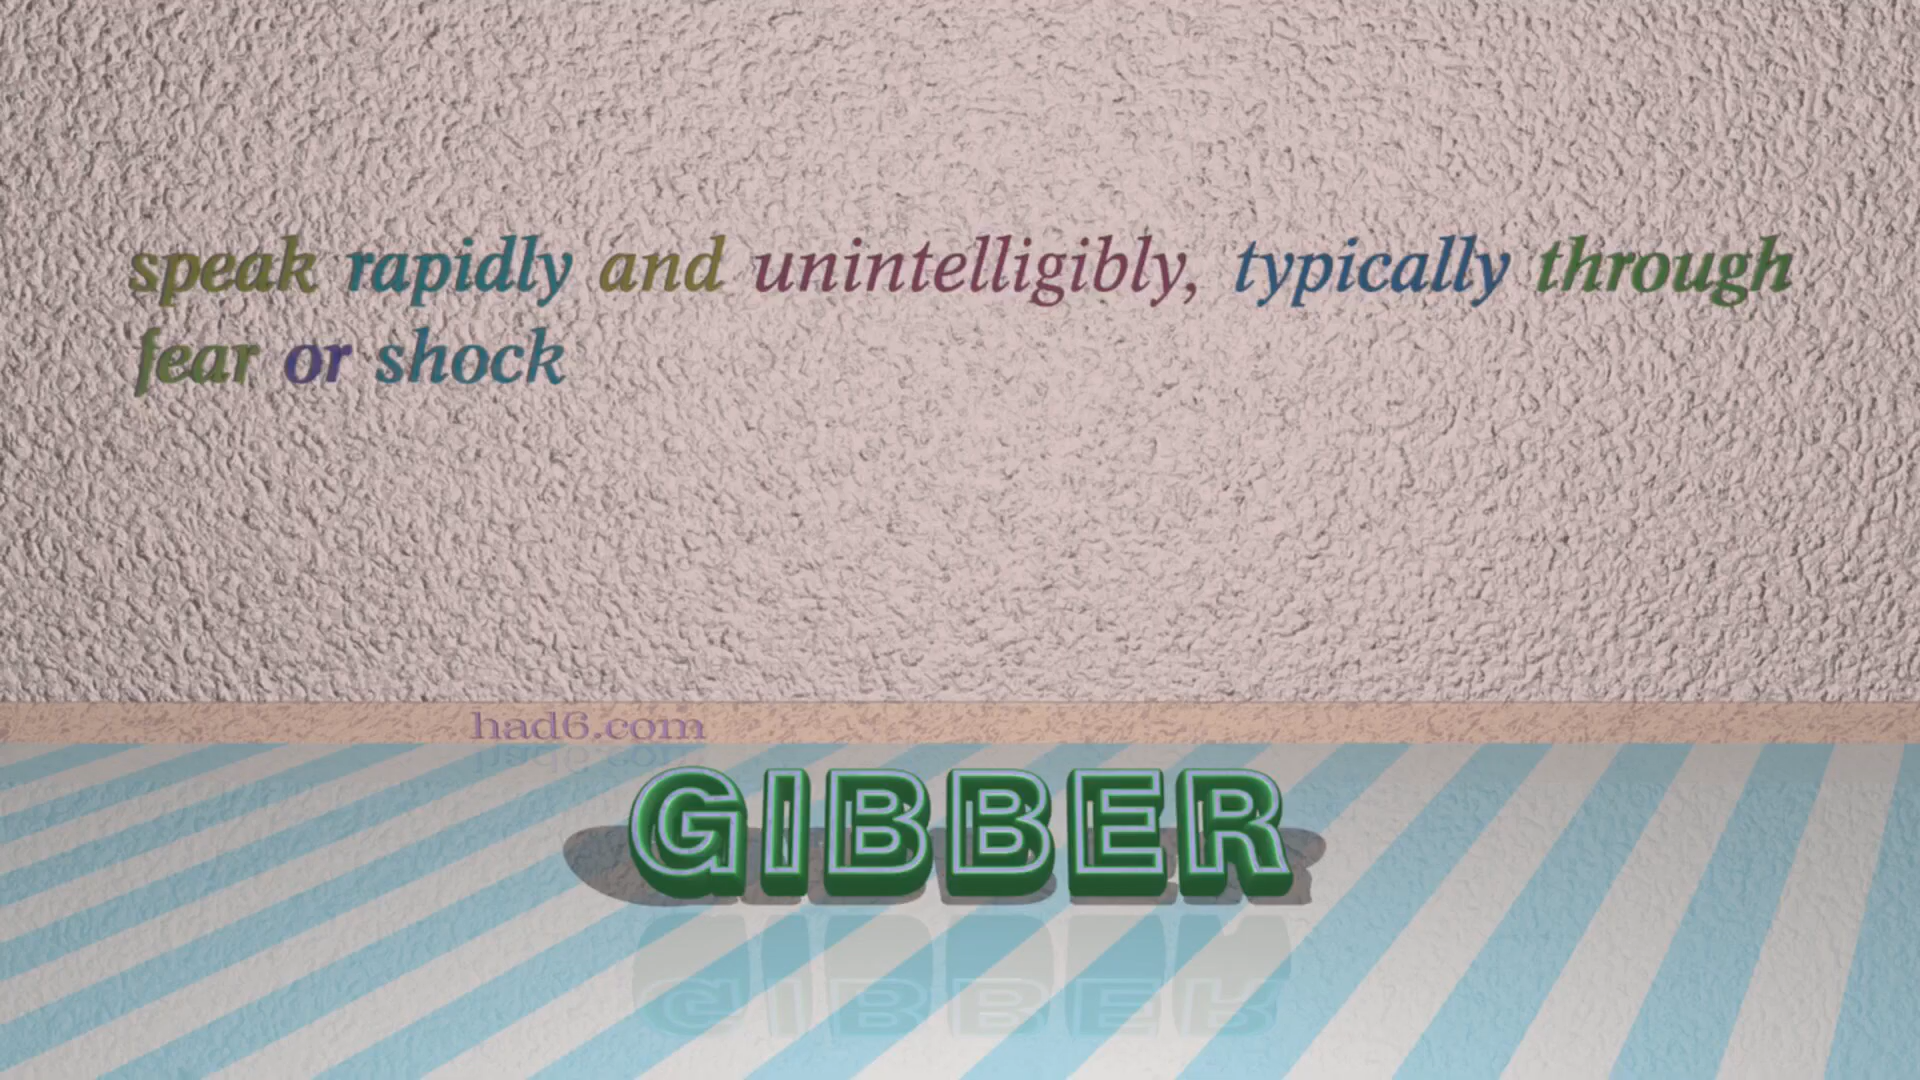 speak rapidly and unintelligibly, typically through
fear or shock
had6.com
GIBBER